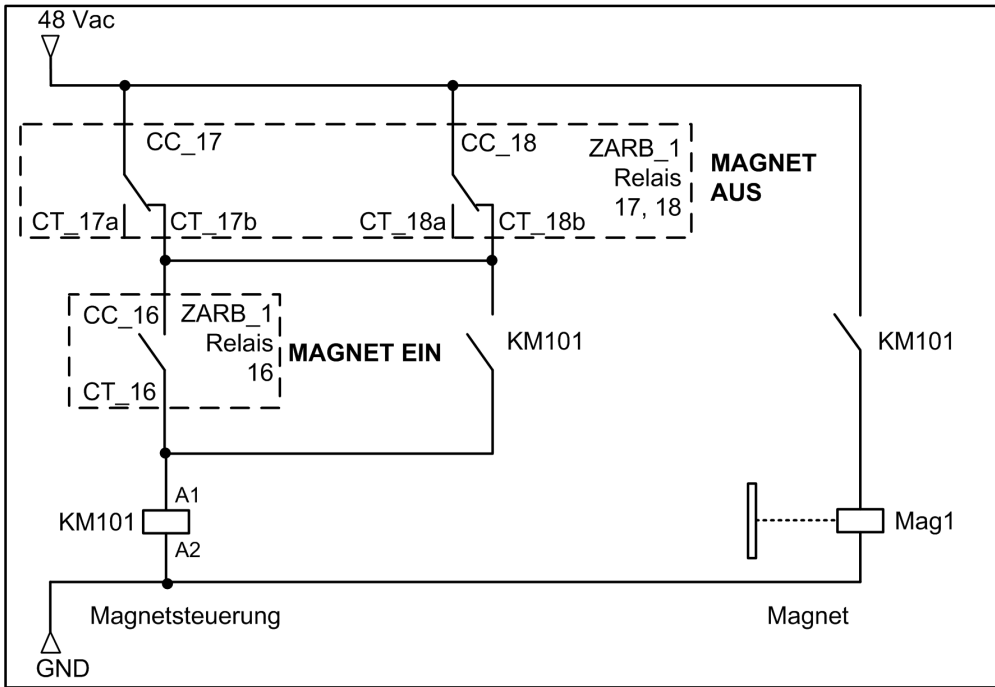 48 Vac
CC_17
CC_18
ZARB_1
Relais
17, 18
MAGNET
AUS
CT_17a
CT_17b
CT_18a
CT_18b
CC_16
ZARB_1
Relais
16
CT_16
MAGNET EIN
KM101
KM101
A1
KM101
A2
Mag1
Magnetsteuerung
Magnet
GND